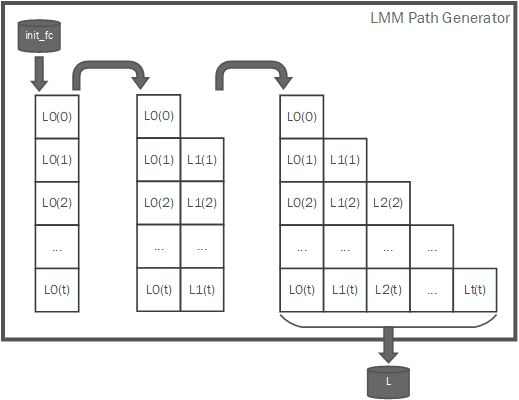 LMM Path Generator
init_fc
L0(0) L0(0) L0(0)
L0(1) L0(1) L1(1) L0(1) L1(1)
L0(2) L0(2) L1(2) L0(2) L1(2) L2(2)
... ... ... ... ... ... ...
L0(t) L0(t) L1(t) L0(t) L1(t) L2(t) ... Lt(t)
L